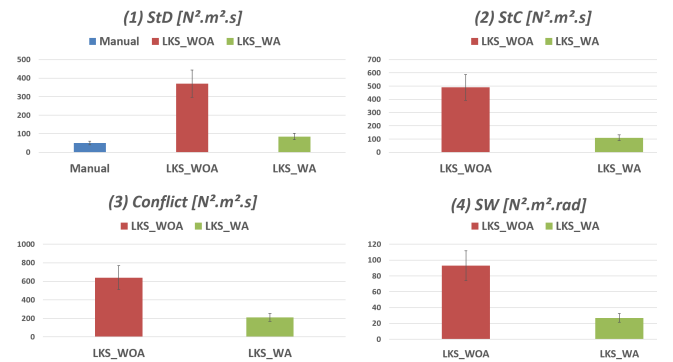 (1) StD [N².m².s]
Manual LKS_WOA LKS_WA
500
400
300
200
100
0
Manual LKS_WOA LKS_WA
(2) StC [N².m².s]
LKS_WOA LKS_WA
700
600
500
400
300
200
100
0
LKS_WOA LKS_WA
(3) Conflict [N².m².s]
LKS_WOA LKS_WA
1000
800
600
400
200
0
LKS_WOA LKS_WA
(4) SW [N².m².rad]
LKS_WOA LKS_WA
120
100
80
60
40
20
0
LKS_WOA LKS_WA